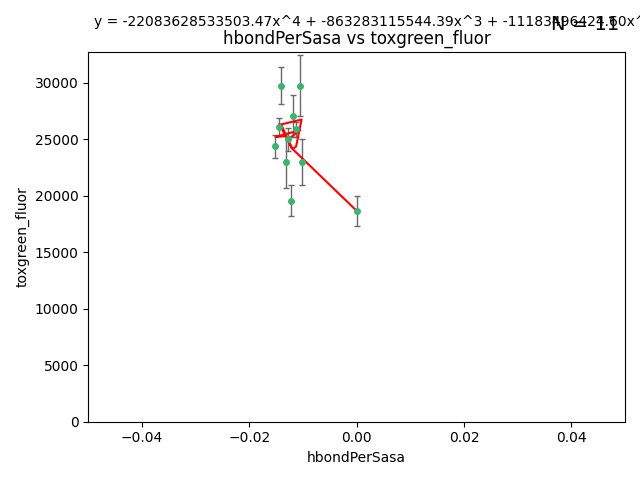 y = -22083628533503.47x^4 + -863283115544.39x^3 +
N = 11
hbondPerSasa vs toxgreen_fluor
30000
25000
20000
15000
10000
5000
0
toxgreen_fluor
−0.04
−0.02
0.00
0.02
0.04
hbondPerSasa